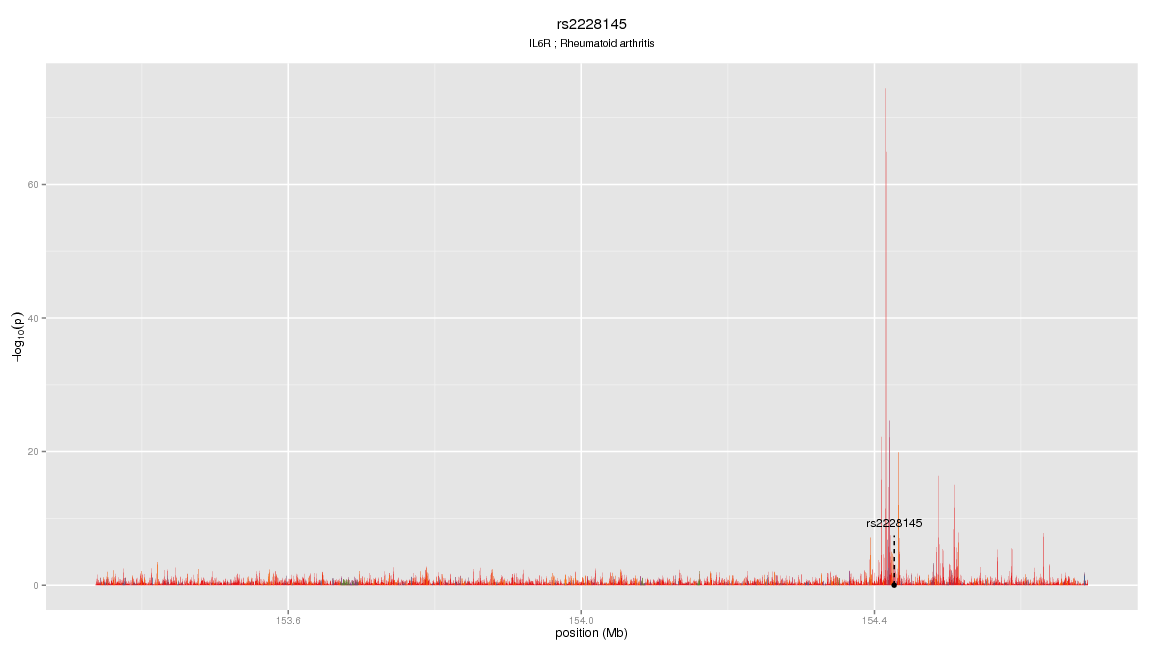 rs2228145
IL6R ; Rheumatoid arthritis
60
40
20
0
−log10(p)
rs2228145
153.6
154.0
154.4
position (Mb)